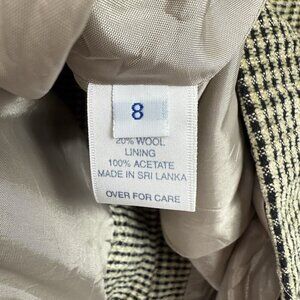 8
20% WOOL
LINING
100% ACETATE
MADE IN SRI LANKA
OVER FOR CARE